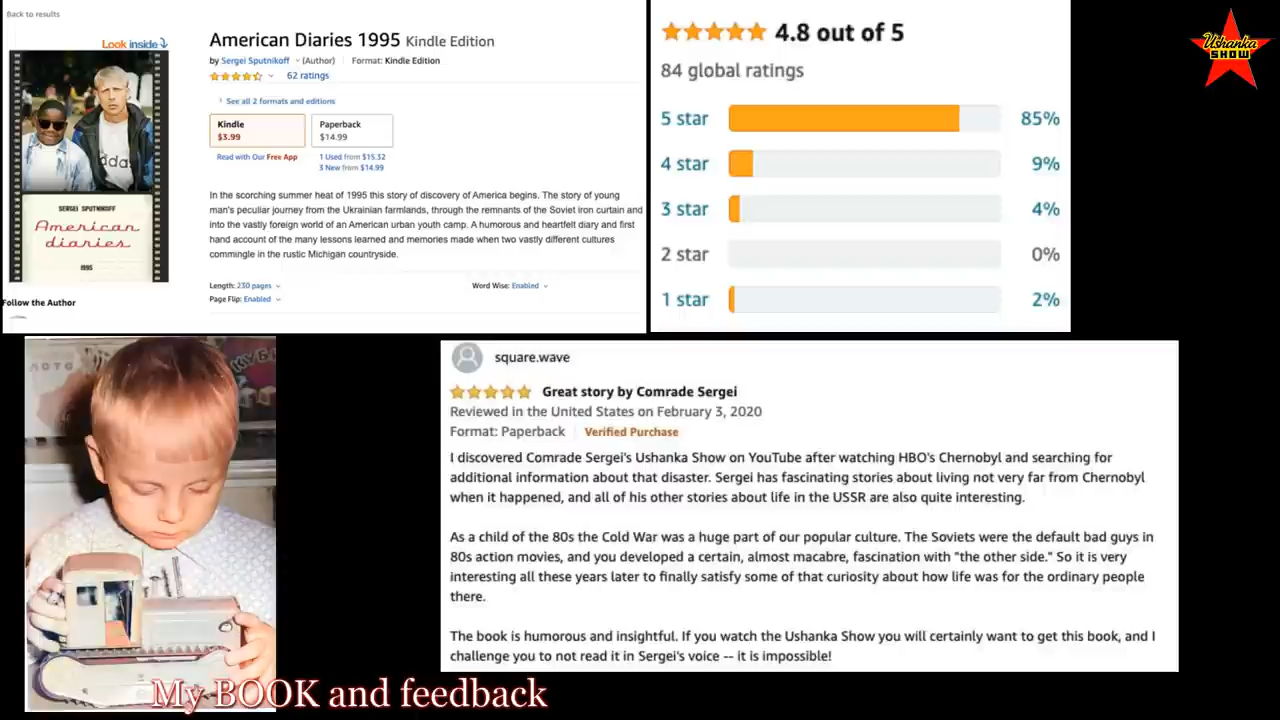 Back to results
Look inside
American Diaries 1995 Kindle Edition
by Sergei Sputnikoff (Author) Format: Kindle Edition
62 ratings
See all 2 formats and editions
Kindle
$3.99
Paperback
$14.99
Read with Our Free App
1 Used from $15.32
3 New from $14.99
In the scorching summer heat of 1995 this story of discovery of America begins. The story of young
man's peculiar journey from the Ukrainian farmlands, through the remnants of the Soviet iron curtain and
into the vastly foreign world of an American urban youth camp. A humorous and heartfelt diary and first
hand account of the many lessons learned and memories made when two vastly different cultures
commingle in the rustic Michigan countryside.
Length: 230 pages
Word Wise: Enabled
Page Flip: Enabled
SERGEI SPUTNIKOFF
American
diaries
1995
Follow the Author
4.8 out of 5
84 global ratings
5 star 85%
4 star 9%
3 star 4%
2 star 0%
1 star 2%
Ushanka
SHOW
square.wave
Great story by Comrade Sergei
Reviewed in the United States on February 3, 2020
Format: Paperback Verified Purchase
I discovered Comrade Sergei's Ushanka Show on YouTube after watching HBO's Chernobyl and searching for
additional information about that disaster. Sergei has fascinating stories about living not very far from Chernobyl
when it happened, and all of his other stories about life in the USSR are also quite interesting.
As a child of the 80s the Cold War was a huge part of our popular culture. The Soviets were the default bad guys in
80s action movies, and you developed a certain, almost macabre, fascination with "the other side." So it is very
interesting all these years later to finally satisfy some of that curiosity about how life was for the ordinary people
there.
The book is humorous and insightful. If you watch the Ushanka Show you will certainly want to get this book, and I
challenge you to not read it in Sergei's voice -- it is impossible!
ЛОТО
My BOOK and feedback